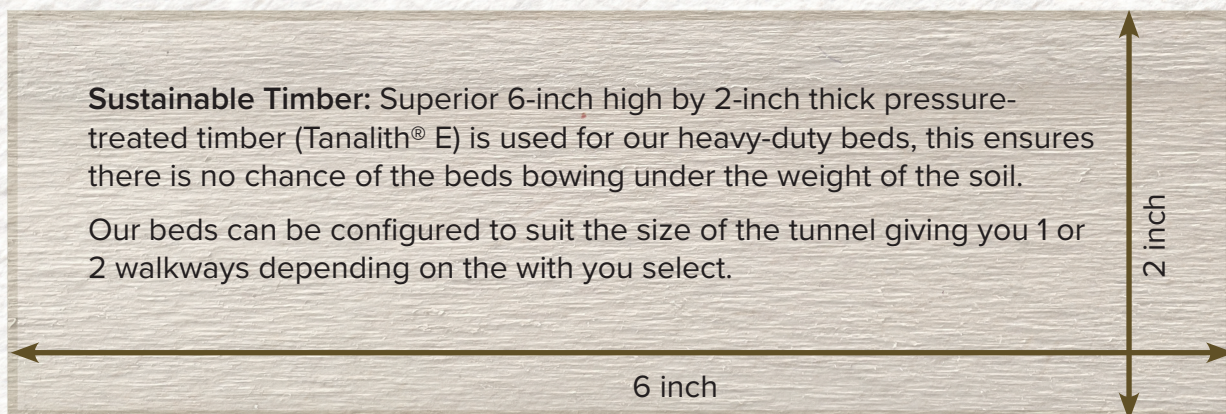 Sustainable Timber: Superior 6-inch high by 2-inch thick pressure-
treated timber (Tanalith® E) is used for our heavy-duty beds, this ensures
there is no chance of the beds bowing under the weight of the soil.
Our beds can be configured to suit the size of the tunnel giving you 1 or
2 walkways depending on the with you select.
2 inch
6 inch